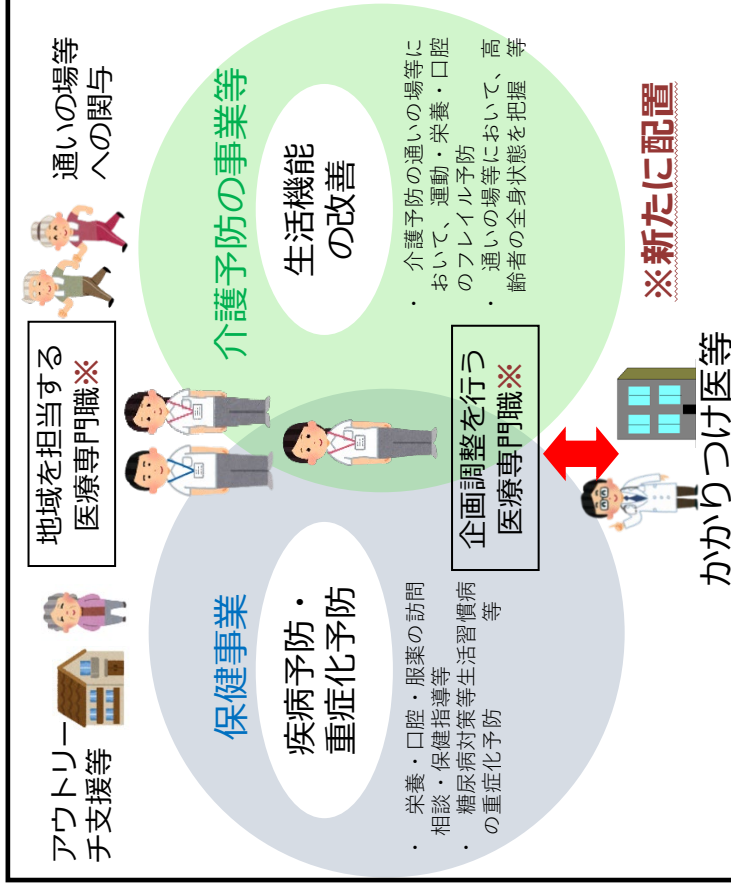 アウトリー
チ支援等
地域を担当する
医療専門職※
通いの場等
への関与
保健事業
疾病予防・
重症化予防
・ 栄養・口腔・服薬の訪問
相談・保健指導等
・ 糖尿病対策等生活習慣病
の重症化予防 等
介護予防の事業等
生活機能
の改善
・ 介護予防の通いの場等に
おいて、運動・栄養・口腔
のフレイル予防
・ 通いの場等において、高
齢者の全身状態を把握 等
企画調整を行う
医療専門職※
※新たに配置
かかりつけ医等